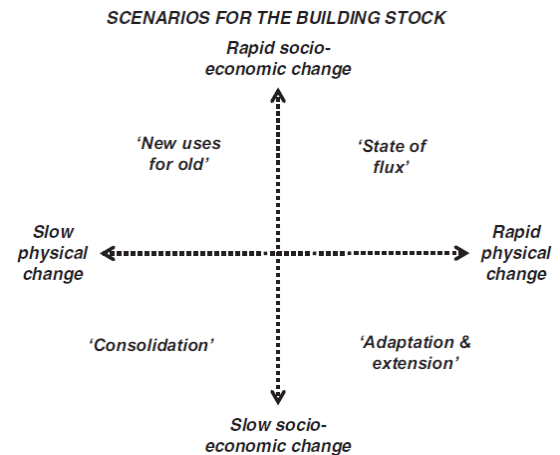 SCENARIOS FOR THE BUILDING STOCK
Rapid socio-
economic change
‘New uses
for old’
‘State of
flux’
Slow
physical
change
Rapid
physical
change
‘Consolidation’
‘Adaptation &
extension’
Slow socio-
economic change